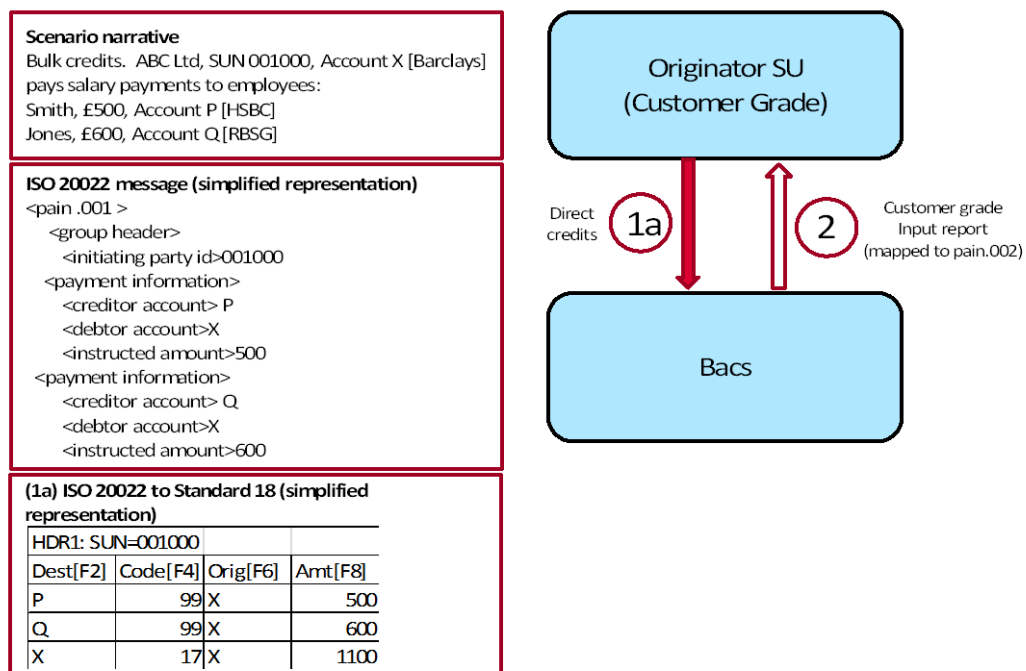 Scenario narrative
Bulk credits. ABC Ltd, SUN 001000, Account X [Barclays]
pays salary payments to employees:
Smith, £500, Account P [HSBC]
Jones, £600, Account Q [RBSG]
ISO 20022 message (simplified representation)
<pain .001 >
<group header>
<initiating party id>001000
<payment information>
<creditor account> P
<debtor account>X
<instructed amount>500
<payment information>
<creditor account> Q
<debtor account>X
<instructed amount>600
(1a) ISO 20022 to Standard 18 (simplified
representation)
HDR1: SUN=001000
Dest[F2] Code[F4] Orig[F6] Amt[F8]
P 99 X 500
Q 99 X 600
X 17 X 1100
Originator SU
(Customer Grade)
Direct
credits
1a
2
Customer grade
Input report
(mapped to pain.002)
Bacs